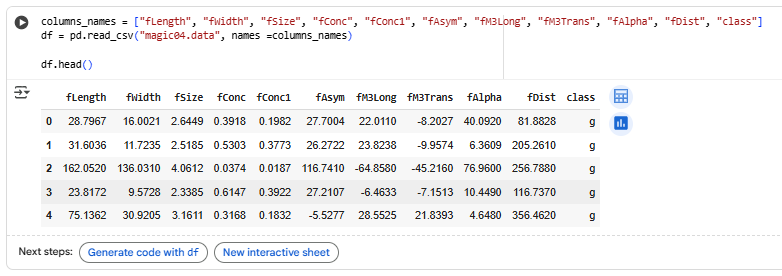 columns_names = ["fLength", "fWidth", "fSize", "fConc", "fConc1", "fAsym", "fM3Long", "fM3Trans", "fAlpha", "fDist", "class"]
df = pd.read_csv("magic04.data", names =columns_names)
df.head()
fLength fWidth fSize fConc fConc1 fAsym fM3Long fM3Trans fAlpha fDist class
0 28.7967 16.0021 2.6449 0.3918 0.1982 27.7004 22.0110 -8.2027 40.0920 81.8828 g
1 31.6036 11.7235 2.5185 0.5303 0.3773 26.2722 23.8238 -9.9574 6.3609 205.2610 g
2 162.0520 136.0310 4.0612 0.0374 0.0187 116.7410 -64.8580 -45.2160 76.9600 256.7880 g
3 23.8172 9.5728 2.3385 0.6147 0.3922 27.2107 -6.4633 -7.1513 10.4490 116.7370 g
4 75.1362 30.9205 3.1611 0.3168 0.1832 -5.5277 28.5525 21.8393 4.6480 356.4620 g
Next steps: Generate code with df New interactive sheet